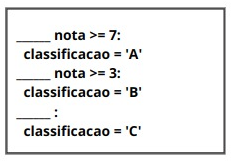 _____ nota >= 7:
classificacao = 'A'
_____ nota >= 3:
classificacao = 'B'
_____ :
classificacao = 'C'